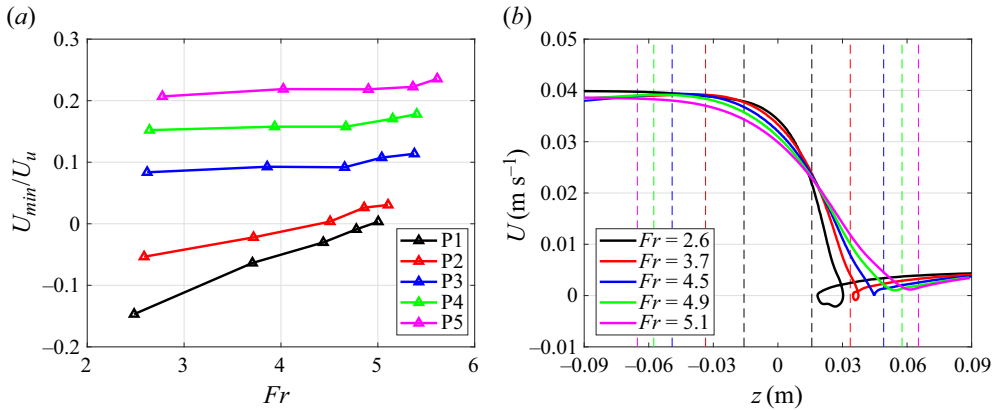 (a)
0.3
0.2
0.1
0
–0.1
–0.2
U_min/U_u
2
3
4
5
6
Fr
P1
P2
P3
P4
P5
(b)
0.05
0.04
0.03
0.02
0.01
0
–0.01
U (m s⁻¹)
–0.09
–0.06
–0.03
0
0.03
0.06
0.09
z (m)
Fr = 2.6
Fr = 3.7
Fr = 4.5
Fr = 4.9
Fr = 5.1